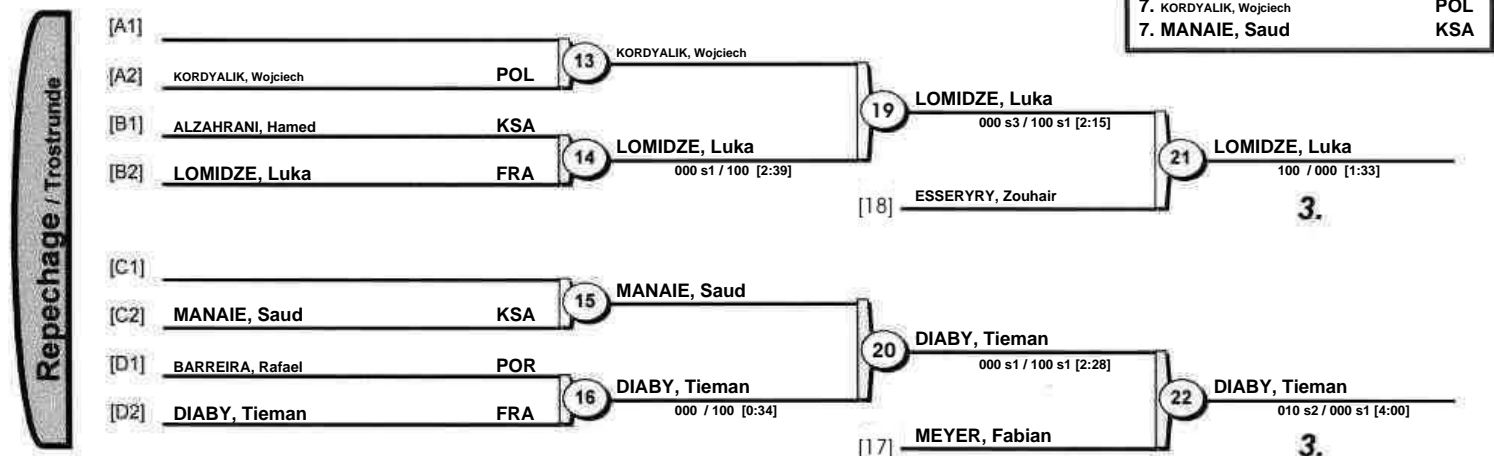 7. KORDYALIK, Wojciech POL
7. MANAIE, Saud KSA
Repechage / Trostrunde
[A1]
[A2] KORDYALIK, Wojciech POL
13 KORDYALIK, Wojciech
[B1] ALZAHRANI, Hamed KSA
[B2] LOMIDZE, Luka FRA
14 LOMIDZE, Luka
000 s1 / 100 [2:39]
19 LOMIDZE, Luka
000 s3 / 100 s1 [2:15]
[18] ESSERYRY, Zouhair
21 LOMIDZE, Luka
100 / 000 [1:33]
3.
[C1]
[C2] MANAIE, Saud KSA
15 MANAIE, Saud
[D1] BARREIRA, Rafael POR
[D2] DIABY, Tieman FRA
16 DIABY, Tieman
000 / 100 [0:34]
20 DIABY, Tieman
000 s1 / 100 s1 [2:28]
[17] MEYER, Fabian
22 DIABY, Tieman
010 s2 / 000 s1 [4:00]
3.